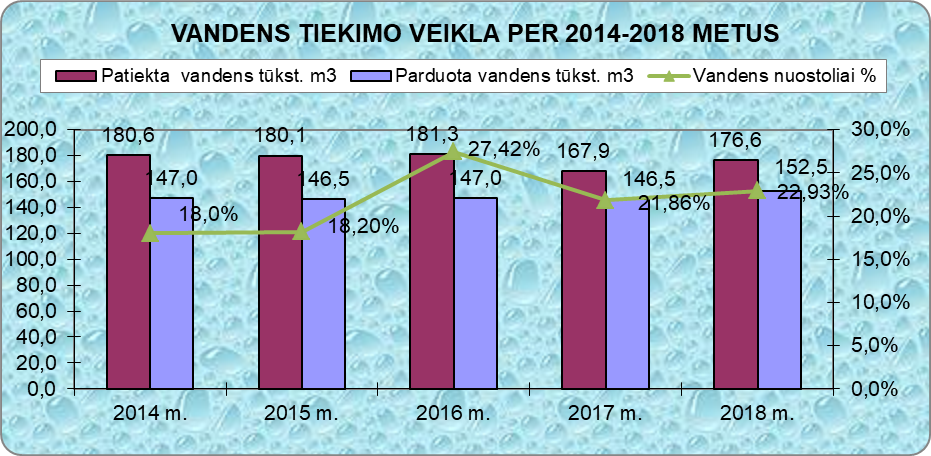 VANDENS TIEKIMO VEIKLA PER 2014-2018 METUS
Patiekta vandens tūkst. m3 Parduota vandens tūkst. m3 Vandens nuostoliai %
200,0 180,6 180,1 181,3 167,9 176,6 30,0%
180,0 147,0 146,5 147,0 27,42% 146,5 152,5 25,0%
160,0 18,0% 18,20% 21,86% 22,93% 20,0%
140,0
120,0 15,0%
100,0
80,0 10,0%
60,0
40,0 5,0%
20,0
0,0 0,0%
2014 m. 2015 m. 2016 m. 2017 m. 2018 m.